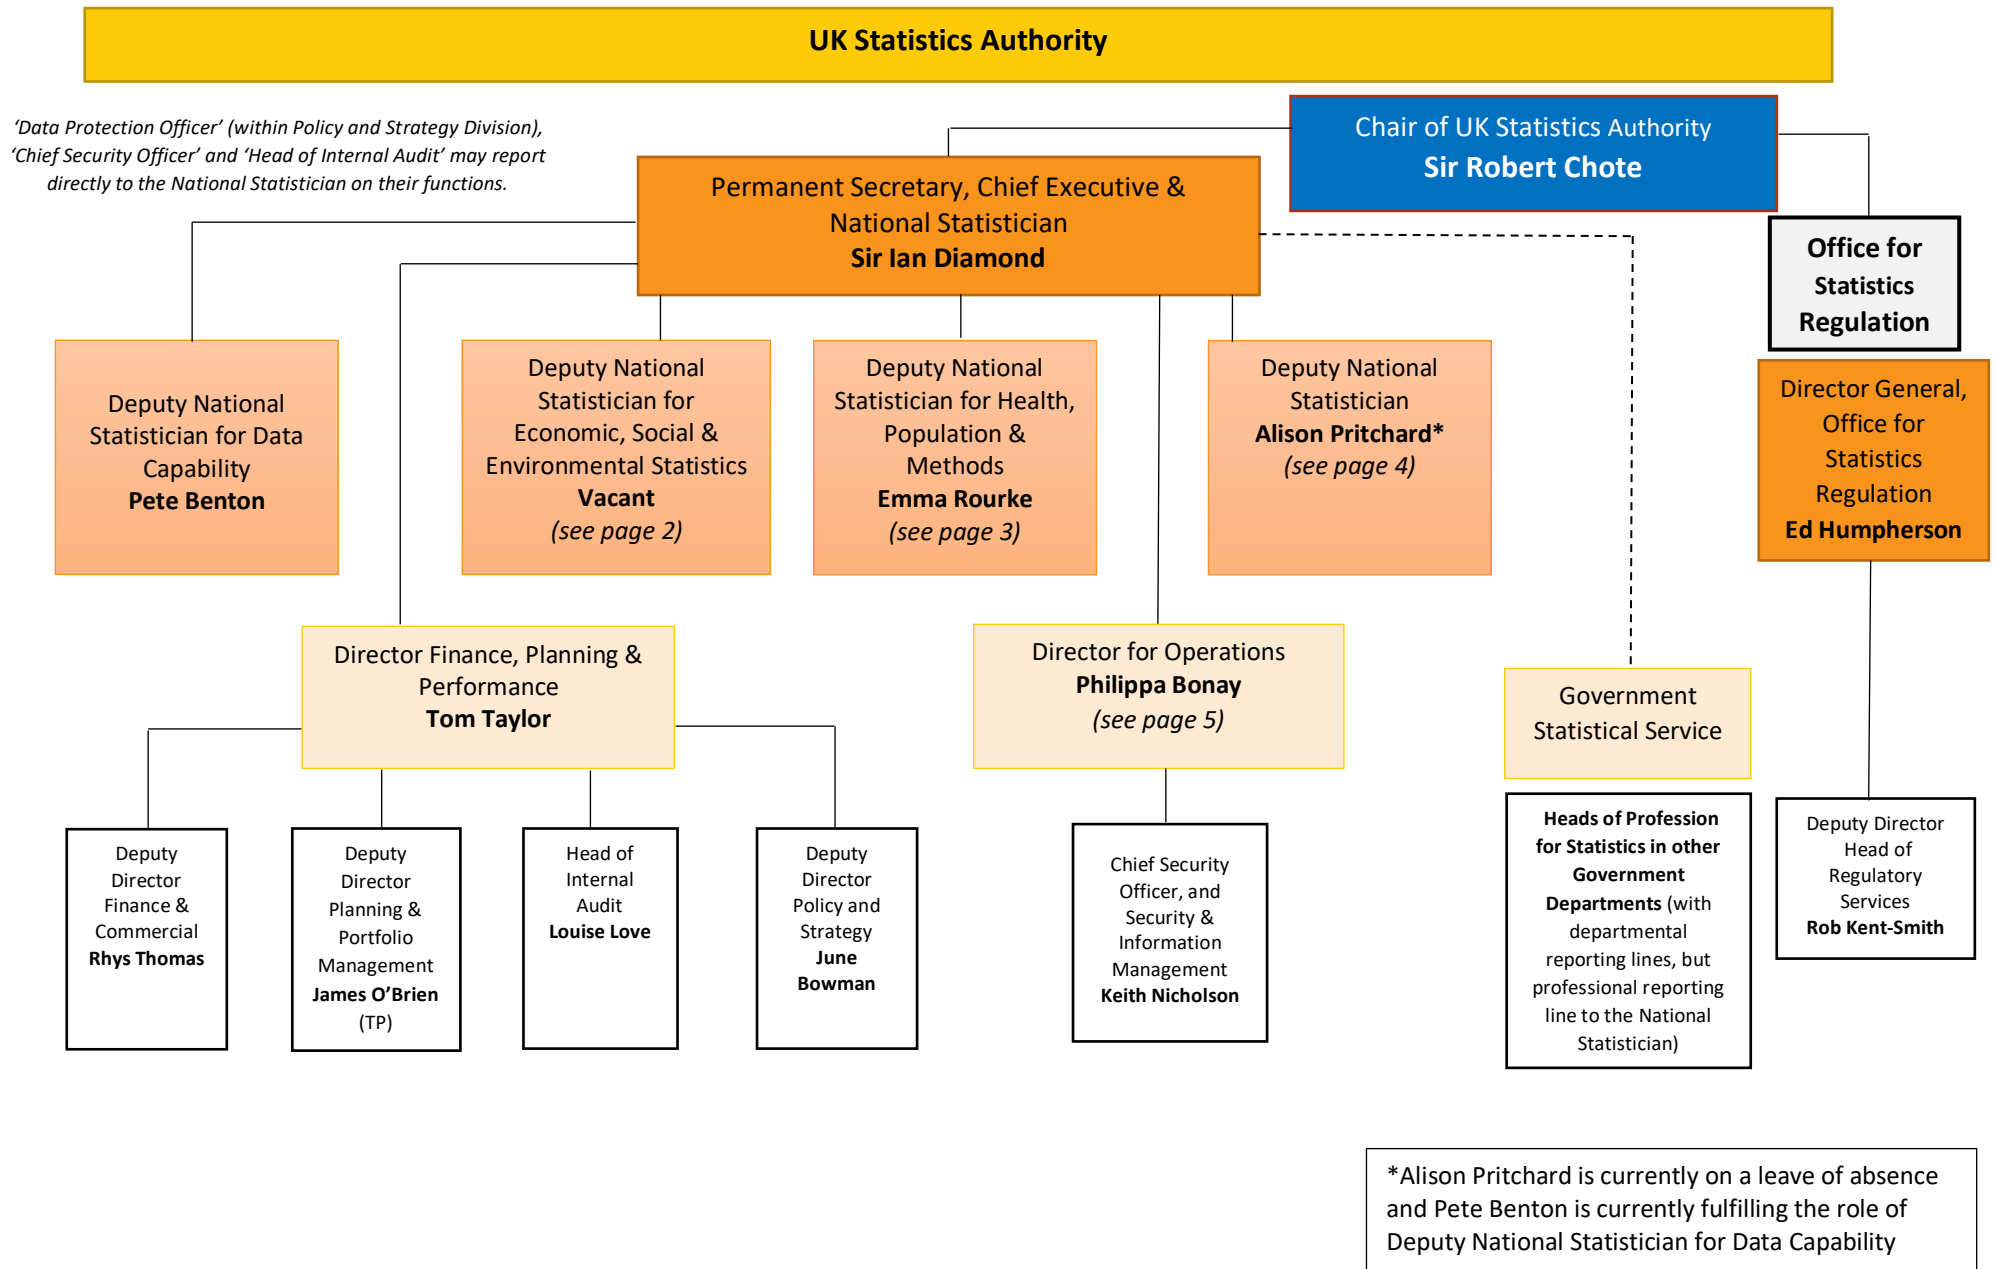 UK Statistics Authority
‘Data Protection Officer’ (within Policy and Strategy Division),
‘Chief Security Officer’ and ‘Head of Internal Audit’ may report
directly to the National Statistician on their functions.
Chair of UK Statistics Authority
Sir Robert Chote
Permanent Secretary, Chief Executive &
National Statistician
Sir Ian Diamond
Office for
Statistics
Regulation
Deputy National
Statistician for Data
Capability
Pete Benton
Deputy National
Statistician for
Economic, Social &
Environmental Statistics
Vacant
(see page 2)
Deputy National
Statistician for Health,
Population &
Methods
Emma Rourke
(see page 3)
Deputy National
Statistician
Alison Pritchard*
(see page 4)
Director General,
Office for
Statistics
Regulation
Ed Humpherson
Director Finance, Planning &
Performance
Tom Taylor
Director for Operations
Philippa Bonay
(see page 5)
Government
Statistical Service
Deputy
Director
Finance &
Commercial
Rhys Thomas
Deputy
Director
Planning &
Portfolio
Management
James O’Brien
(TP)
Head of
Internal
Audit
Louise Love
Deputy
Director
Policy and
Strategy
June
Bowman
Chief Security
Officer, and
Security &
Information
Management
Keith Nicholson
Heads of Profession
for Statistics in other
Government
Departments (with
departmental
reporting lines, but
professional reporting
line to the National
Statistician)
Deputy Director
Head of
Regulatory
Services
Rob Kent-Smith
*Alison Pritchard is currently on a leave of absence
and Pete Benton is currently fulfilling the role of
Deputy National Statistician for Data Capability